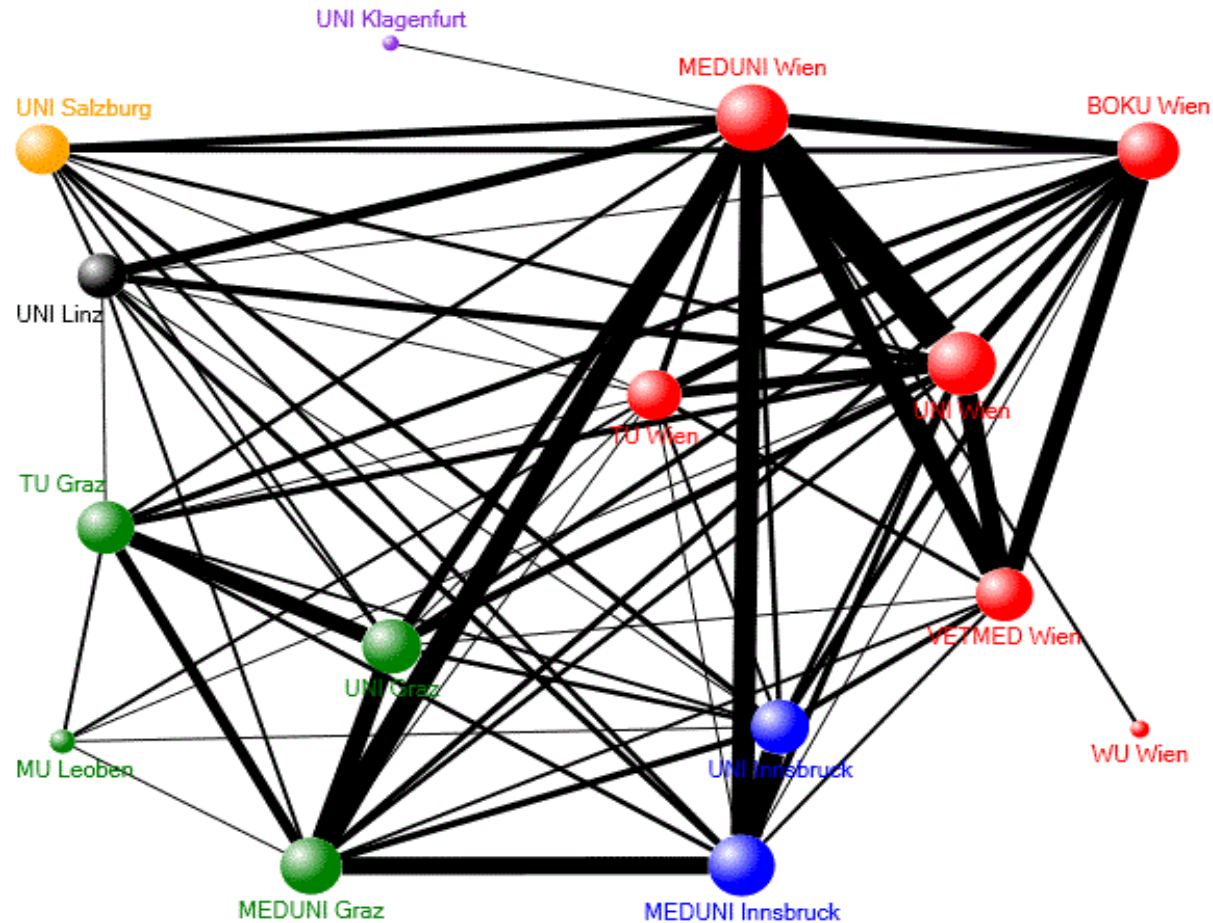 UNI Klagenfurt
MEDUNI Wien
UNI Salzburg
BOKU Wien
UNI Linz
UNI Wien
TU Wien
TU Graz
VETMED Wien
UNI Graz
MU Leoben
UNI Innsbruck
WU Wien
MEDUNI Graz
MEDUNI Innsbruck